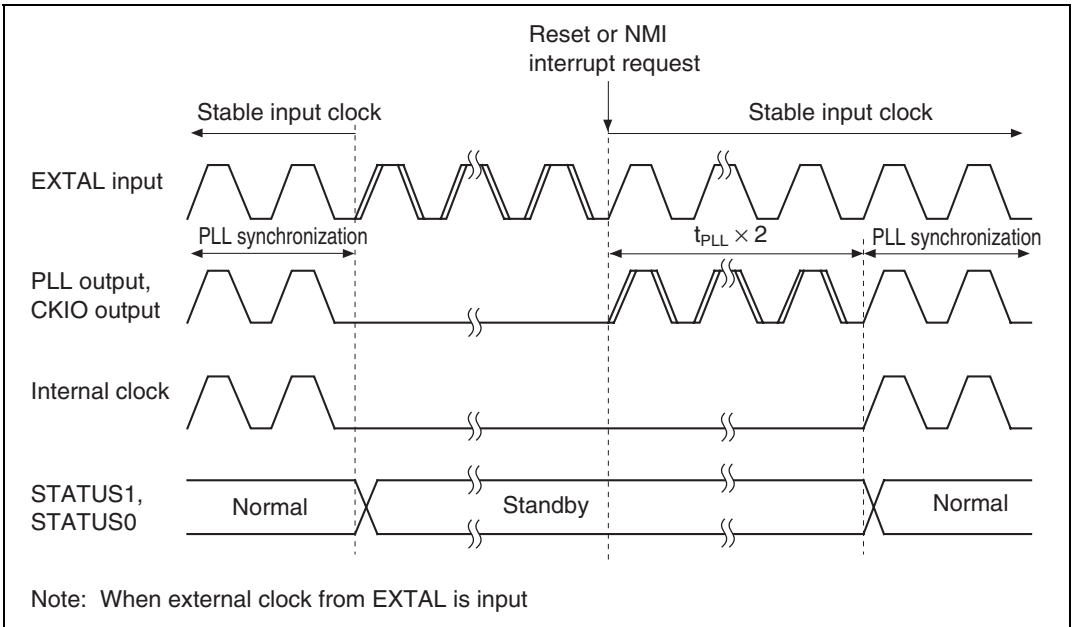 Reset or NMI
interrupt request
Stable input clock
Stable input clock
EXTAL input
PLL synchronization
tPLL × 2
PLL synchronization
PLL output,
CKIO output
Internal clock
STATUS1,
STATUS0
Normal
Standby
Normal
Note: When external clock from EXTAL is input